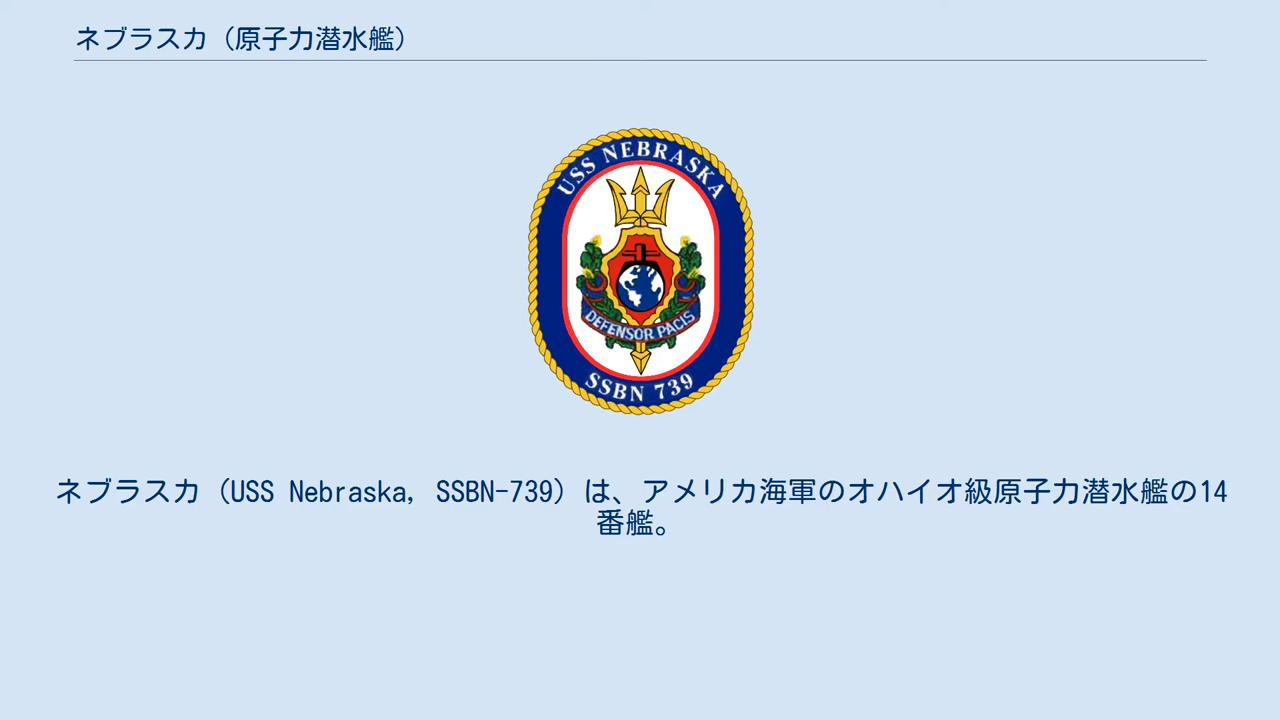 ネブラスカ（原子力潜水艦）
USS NEBRASKA
DEFENSOR PACIS
SSBN 739
ネブラスカ（USS Nebraska, SSBN-739）は、アメリカ海軍のオハイオ級原子力潜水艦の14
番艦。